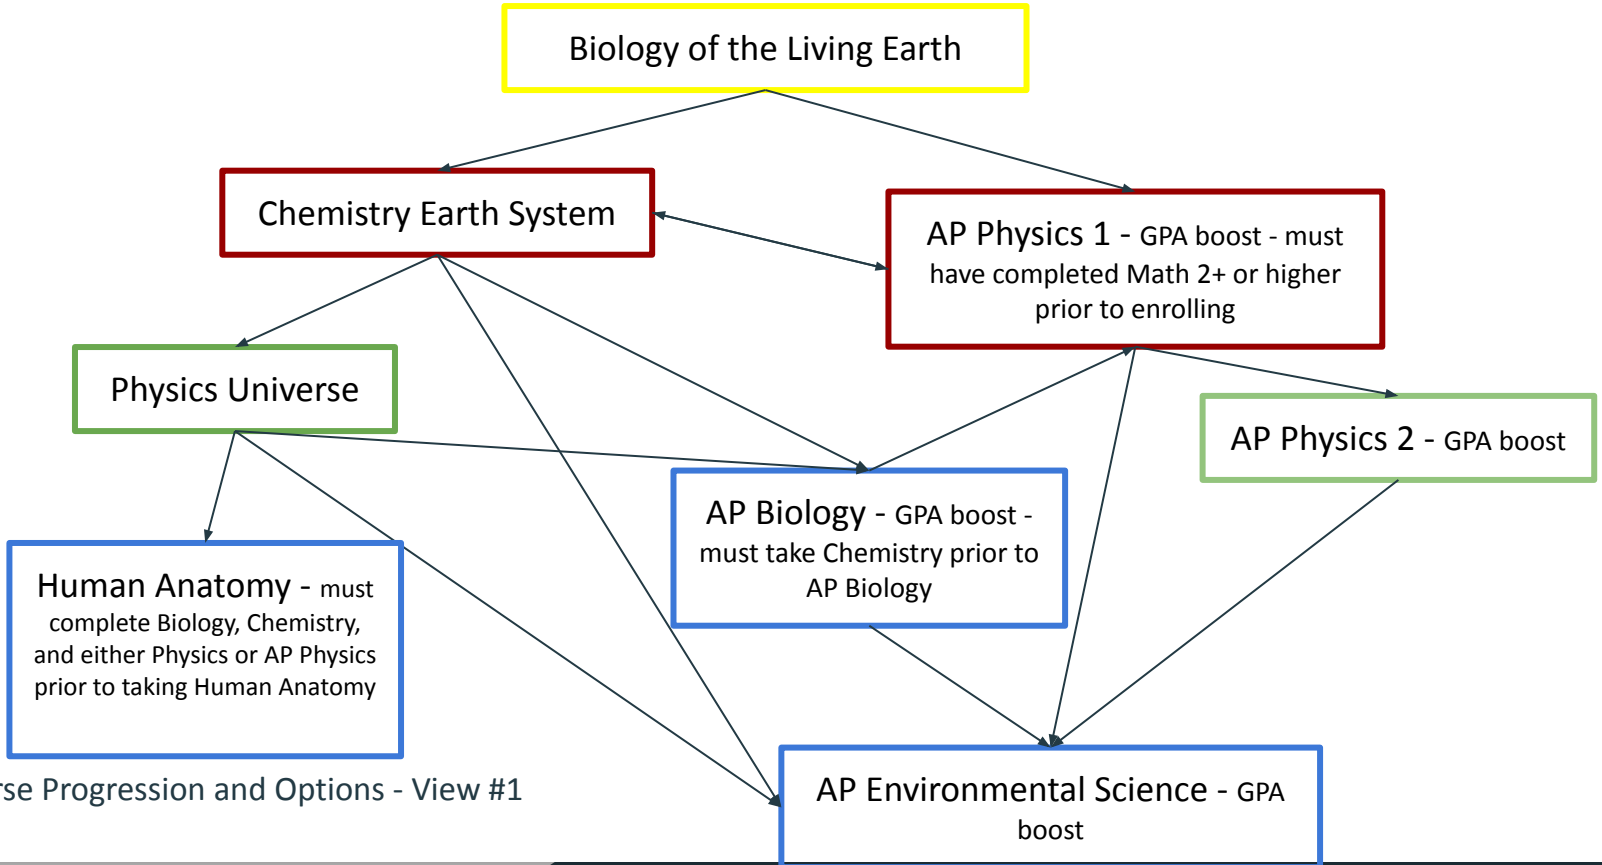 Biology of the Living Earth
Chemistry Earth System
AP Physics 1 - GPA boost - must
have completed Math 2+ or higher
prior to enrolling
Physics Universe
AP Physics 2 - GPA boost
AP Biology - GPA boost -
must take Chemistry prior to
AP Biology
Human Anatomy - must
complete Biology, Chemistry,
and either Physics or AP Physics
prior to taking Human Anatomy
Progression and Options - View #1
AP Environmental Science - GPA
boost